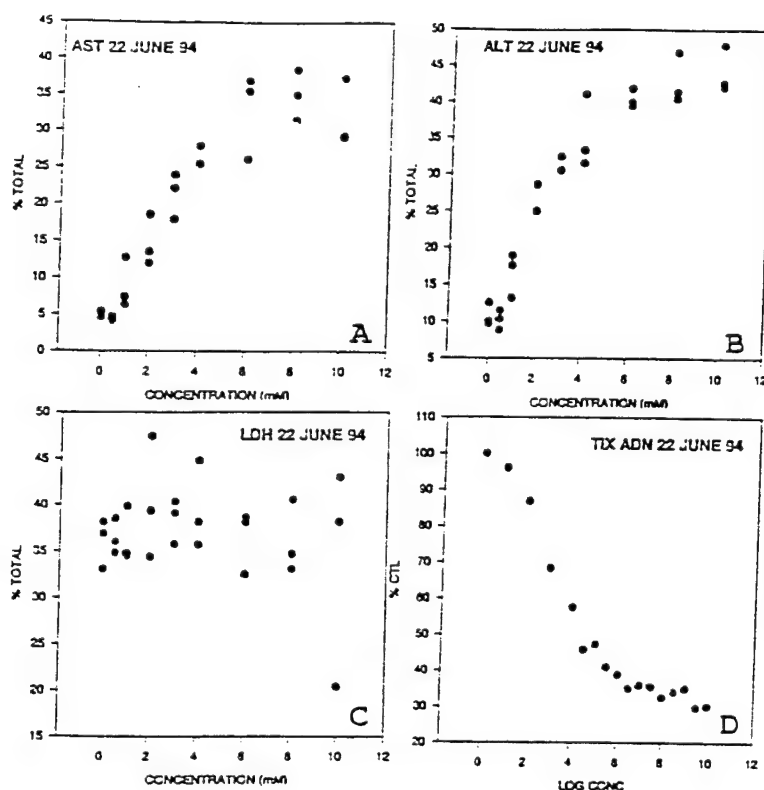 AST 22 JUNE 94
45
40
35
30
25
20
15
10
5
0
% TOTAL
0 2 4 6 8 10 12
CONCENTRATION (mM)
A
ALT 22 JUNE 94
50
45
40
35
30
25
20
15
10
5
% TOTAL
0 2 4 6 8 10 12
CONCENTRATION (mM)
B
LDH 22 JUNE 94
50
45
40
35
30
25
20
15
% TOTAL
0 2 4 6 8 10 12
CONCENTRATION (mM)
C
TIX ADN 22 JUNE 94
110
100
90
80
70
60
50
40
30
20
% CTL
0 2 4 6 8 10 12
LOG CONC
D